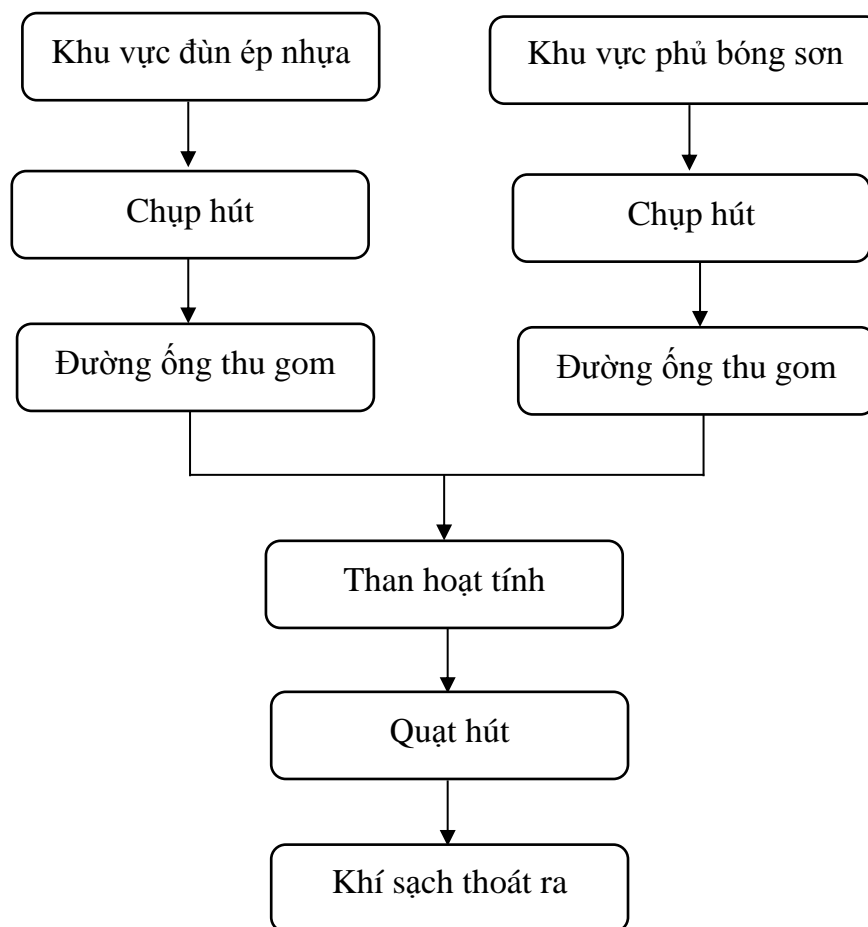 Khu vực đùn ép nhựa
Khu vực phủ bóng sơn
Chụp hút
Chụp hút
Đường ống thu gom
Đường ống thu gom
Than hoạt tính
Quạt hút
Khí sạch thoát ra